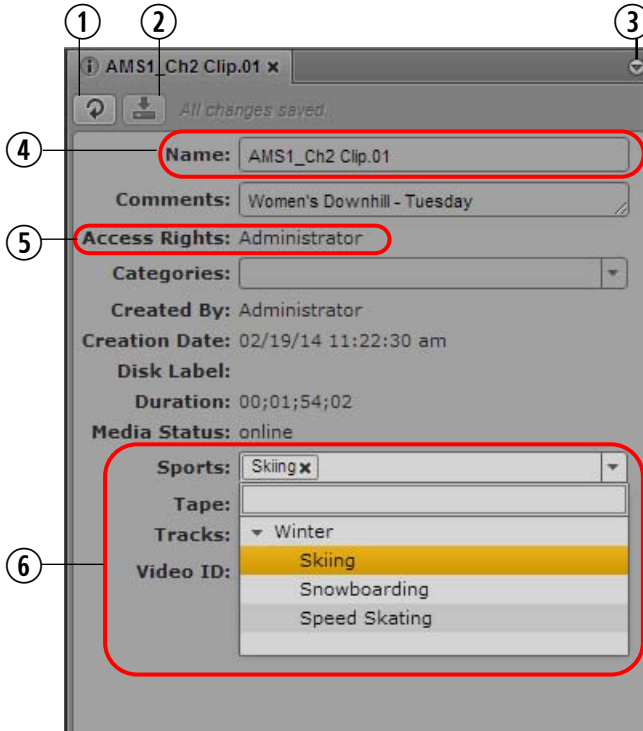 1 2 3
AMS1_Ch2 Clip.01 x
All changes saved.
4
Name: AMS1_Ch2 Clip.01
Comments: Women's Downhill - Tuesday
5
Access Rights: Administrator
Categories:
Created By: Administrator
Creation Date: 02/19/14 11:22:30 am
Disk Label:
Duration: 00;01;54;02
Media Status: online
Sports: Skiing x
Tape:
Tracks: Winter
6
Video ID: Skiing
Snowboarding
Speed Skating